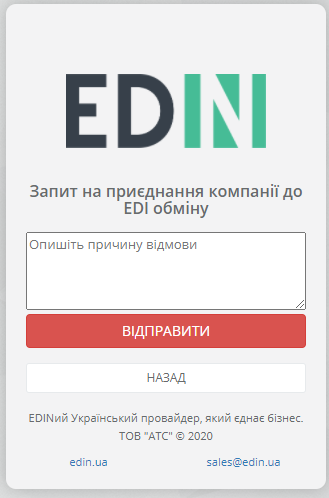 EDIN
Запит на приєднання компанії до
EDI обміну
Опишіть причину відмови
ВІДПРАВИТИ
НАЗАД
EDINий Український провайдер, який єднає бізнес.
ТОВ "АТС" © 2020
edin.ua sales@edin.ua